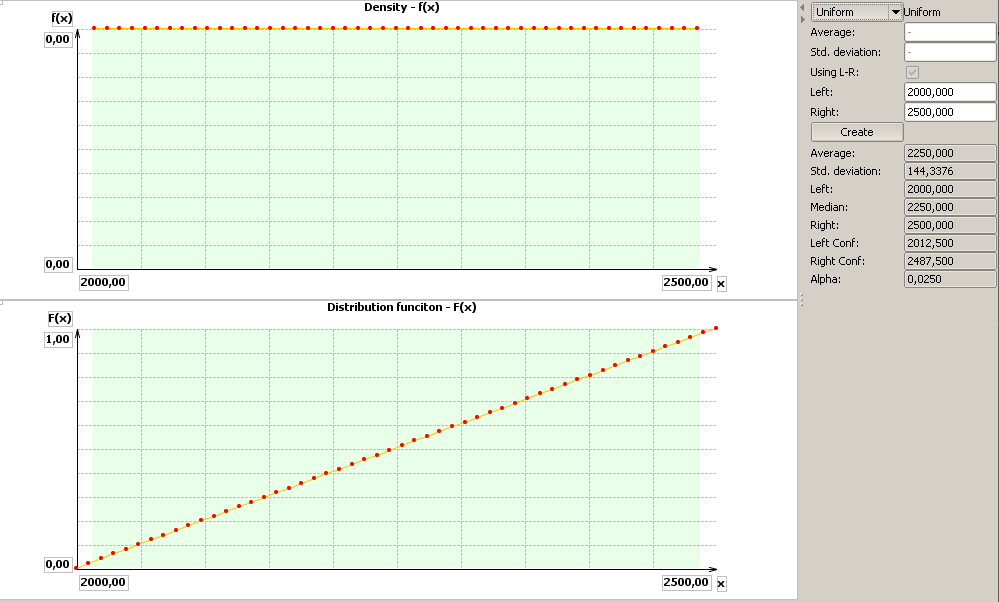 Density - f(x)
f(x)
0,00
0,00
2000,00
2500,00
x
Distribution funciton - F(x)
F(x)
1,00
0,00
2000,00
2500,00
x
Uniform Uniform
Average: -
Std. deviation: -
Using L-R:
Left: 2000,000
Right: 2500,000
Create
Average: 2250,000
Std. deviation: 144,3376
Left: 2000,000
Median: 2250,000
Right: 2500,000
Left Conf: 2012,500
Right Conf: 2487,500
Alpha: 0,0250